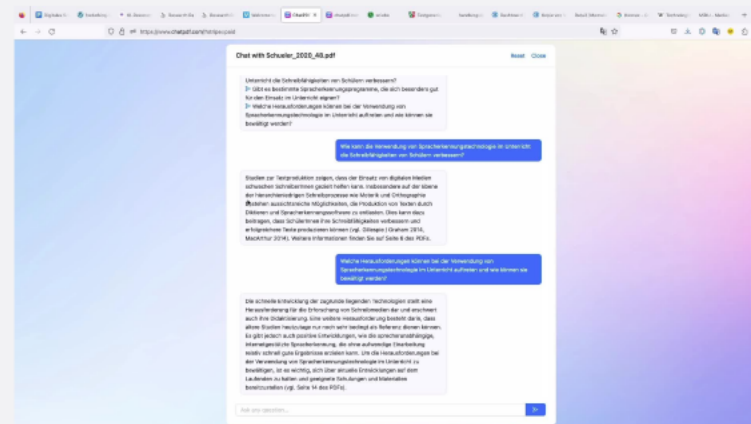 https://www.chatpdf.com
Chat with Schueler_2020_48.pdf
Reset Close
Unterricht die Schreibfähigkeiten von Schülern verbessern?
Gibt es bestimmte Spracherkennungsprogramme, die sich besonders gut
für den Einsatz im Unterricht eignen?
Welche Herausforderungen können bei der Verwendung von
Spracherkennungstechnologie im Unterricht auftreten und wie können sie
bewältigt werden?
Wie kann die Verwendung von Spracherkennungstechnologie im Unterricht
die Schreibfähigkeiten von Schülern verbessern?
Studien zur Textproduktion zeigen, dass der Einsatz von digitalen Medien
schwachen SchreiberInnen gezielt helfen kann. Insbesondere auf der Ebene
der hierarchieniedrigen Schreibprozesse wie Motorik und Orthographie
bestehen aussichtsreiche Möglichkeiten, die Produktion von Texten durch
Diktieren und Spracherkennungssoftware zu entlasten. Dies kann dazu
beitragen, dass SchülerInnen ihre Schreibfähigkeiten verbessern und
erfolgreichere Texte produzieren können (vgl. Gillespie / Graham 2014,
MacArthur 2014). Weitere Informationen finden Sie auf Seite 8 des PDFs.
Welche Herausforderungen können bei der Verwendung von
Spracherkennungstechnologie im Unterricht auftreten und wie können sie
bewältigt werden?
Die schnelle Entwicklung der zugrunde liegenden Technologien stellt eine
Herausforderung für die Erforschung von Schreibmedien dar und erschwert
auch ihre Didaktisierung. Eine weitere Herausforderung besteht darin, dass
ältere Studien heutzutage nur noch sehr bedingt als Referenz dienen können.
Es gibt jedoch auch positive Entwicklungen, wie die sprecherunabhängige,
internetgestützte Spracherkennung, die ohne aufwendige Einarbeitung
relativ schnell gute Ergebnisse erzielen kann. Um die Herausforderungen bei
der Verwendung von Spracherkennungstechnologie im Unterricht zu
bewältigen, ist es wichtig, sich über aktuelle Entwicklungen auf dem
Laufenden zu halten und geeignete Schulungen und Materialien
bereitzustellen (vgl. Seite 14 des PDFs).
Ask any question...